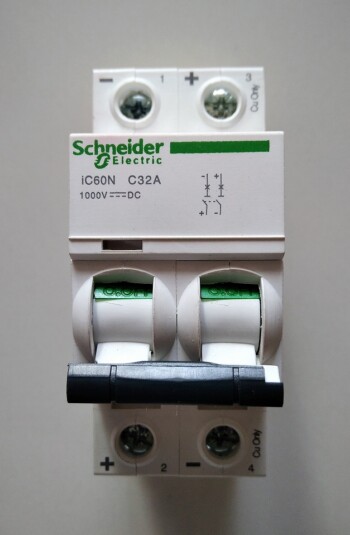 − 1 + 3
Cu Only
Schneider
Electric
iC60N C32A
1000V ⎓ DC
- +
+ 2 − 4
Cu Only